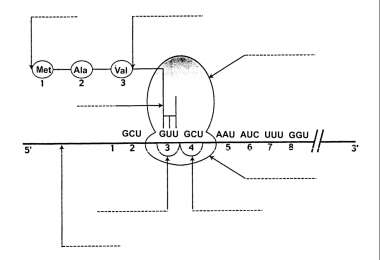 Met Ala Val
1 2 3
GCU GUU GCU AAU AUC UUU GGU
5' 1 2 3 4 5 6 7 8 3'